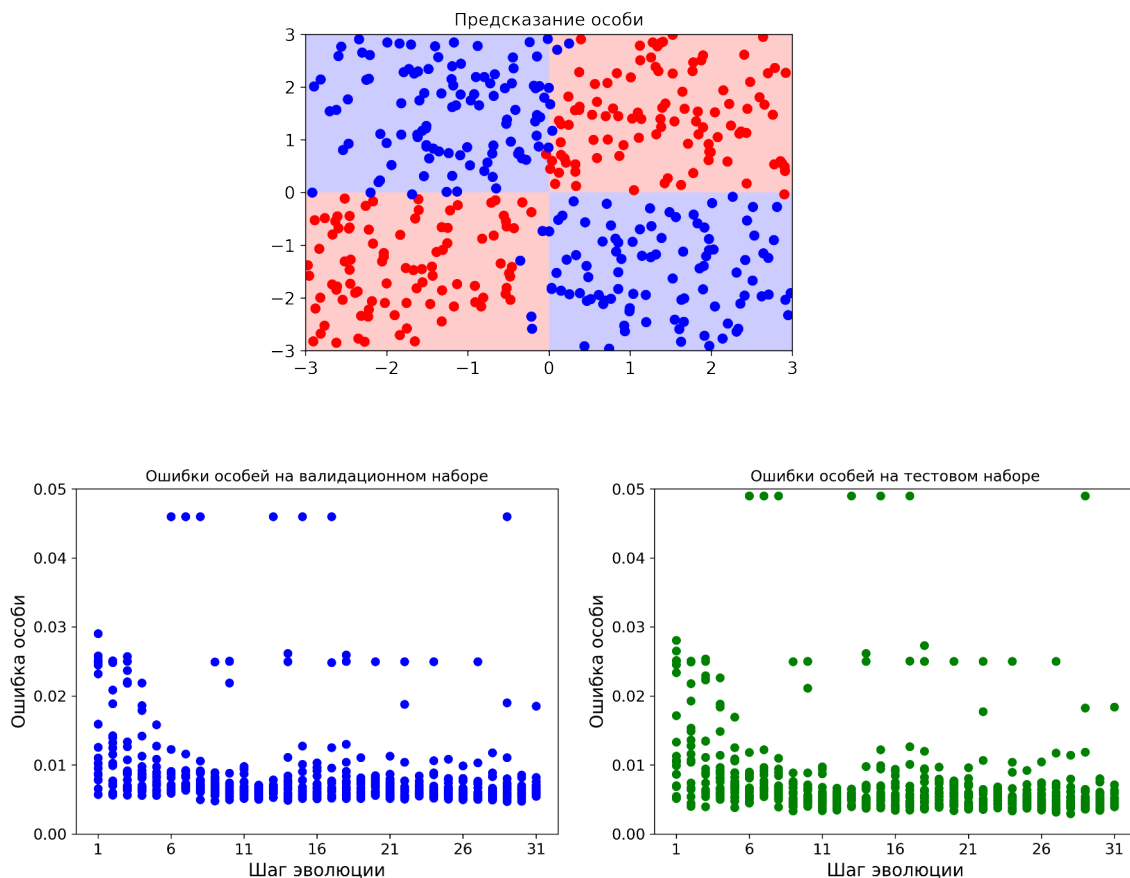 Предсказание особи
3
2
1
0
−1
−2
−3
−3 −2 −1 0 1 2 3
Ошибки особей на валидационном наборе
0.05
0.04
0.03
0.02
0.01
0.00
Ошибка особи
1 6 11 16 21 26 31
Шаг эволюции
Ошибки особей на тестовом наборе
0.05
0.04
0.03
0.02
0.01
0.00
Ошибка особи
1 6 11 16 21 26 31
Шаг эволюции